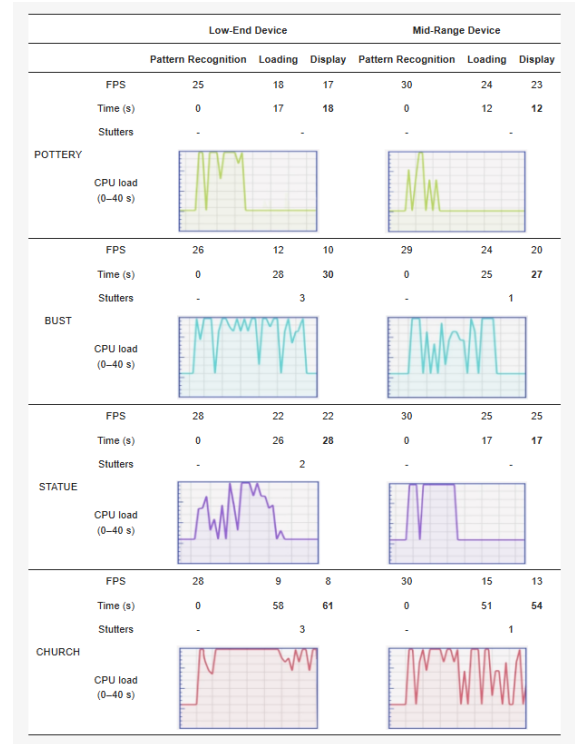 Low-End Device Mid-Range Device
Pattern Recognition Loading Display Pattern Recognition Loading Display
FPS 25 18 17 30 24 23
Time (s) 0 17 18 0 12 12
Stutters - - - -
POTTERY
CPU load
(0–40 s)
FPS 26 12 10 29 24 20
Time (s) 0 28 30 0 25 27
Stutters - 3 - 1
BUST
CPU load
(0–40 s)
FPS 28 22 22 30 25 25
Time (s) 0 26 28 0 17 17
Stutters - 2 - -
STATUE
CPU load
(0–40 s)
FPS 28 9 8 30 15 13
Time (s) 0 58 61 0 51 54
Stutters - 3 - 1
CHURCH
CPU load
(0–40 s)